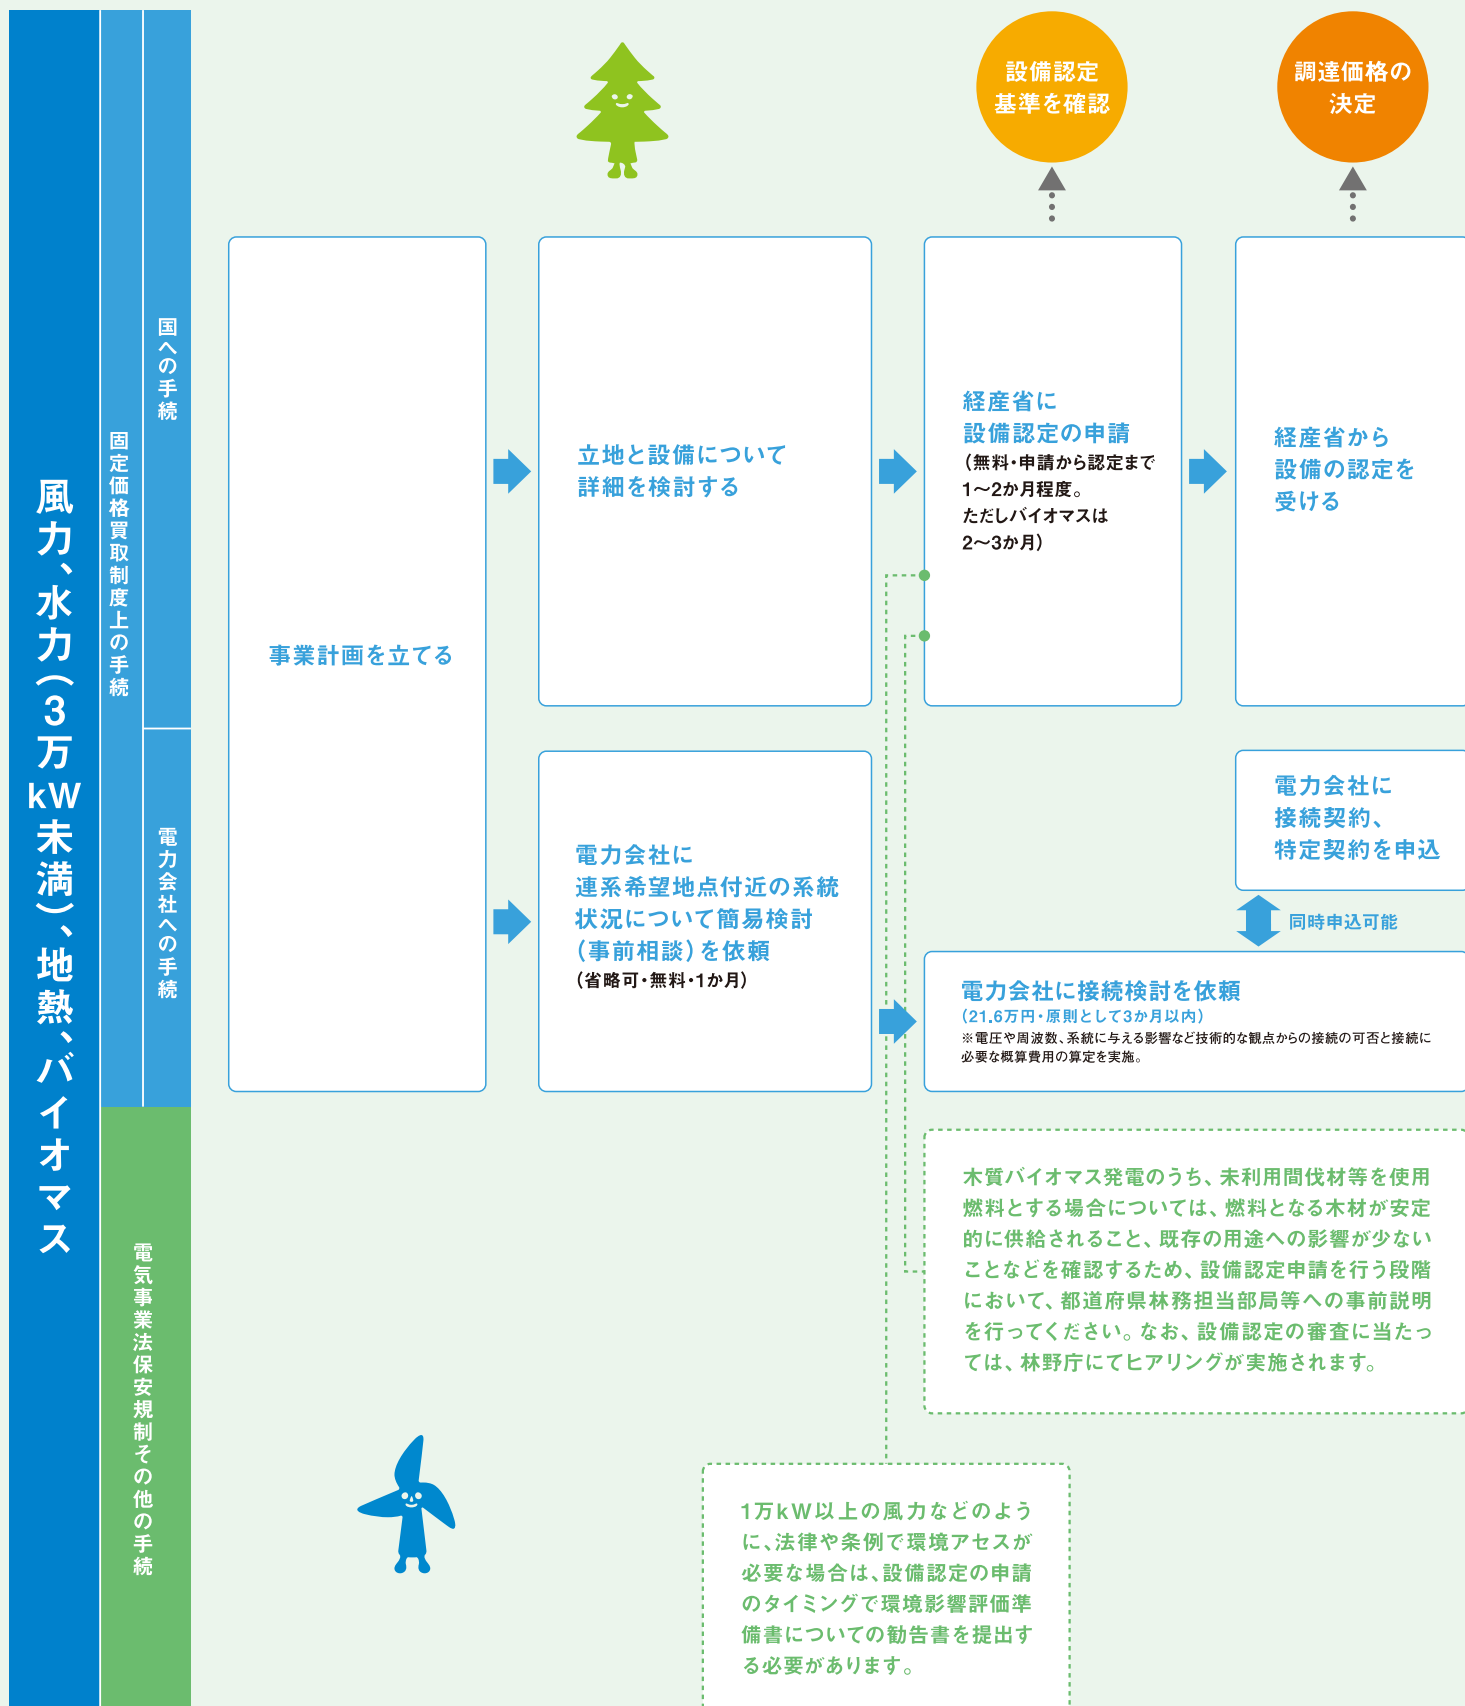 風力、水力（3万kW未満）、地熱、バイオマス
固定価格買取制度上の手続
国への手続
電力会社への手続
電気事業法保安規制その他の手続
設備認定
基準を確認
調達価格の
決定
事業計画を立てる
立地と設備について
詳細を検討する
経産省に
設備認定の申請
（無料・申請から認定まで
1〜2か月程度。
ただしバイオマスは
2〜3か月）
経産省から
設備の認定を
受ける
電力会社に
連系希望地点付近の系統
状況について簡易検討
（事前相談）を依頼
（省略可・無料・1か月）
電力会社に
接続契約、
特定契約を申込
同時申込可能
電力会社に接続検討を依頼
（21.6万円・原則として3か月以内）
※電圧や周波数、系統に与える影響など技術的な観点からの接続の可否と接続に
必要な概算費用の算定を実施。
木質バイオマス発電のうち、未利用間伐材等を使用
燃料とする場合については、燃料となる木材が安定
的に供給されること、既存の用途への影響が少ない
ことなどを確認するため、設備認定申請を行う段階
において、都道府県林務担当部局等への事前説明
を行ってください。なお、設備認定の審査に当たっ
ては、林野庁にてヒアリングが実施されます。
1万kW以上の風力などのよう
に、法律や条例で環境アセスが
必要な場合は、設備認定の申請
のタイミングで環境影響評価準
備書についての勧告書を提出す
る必要があります。